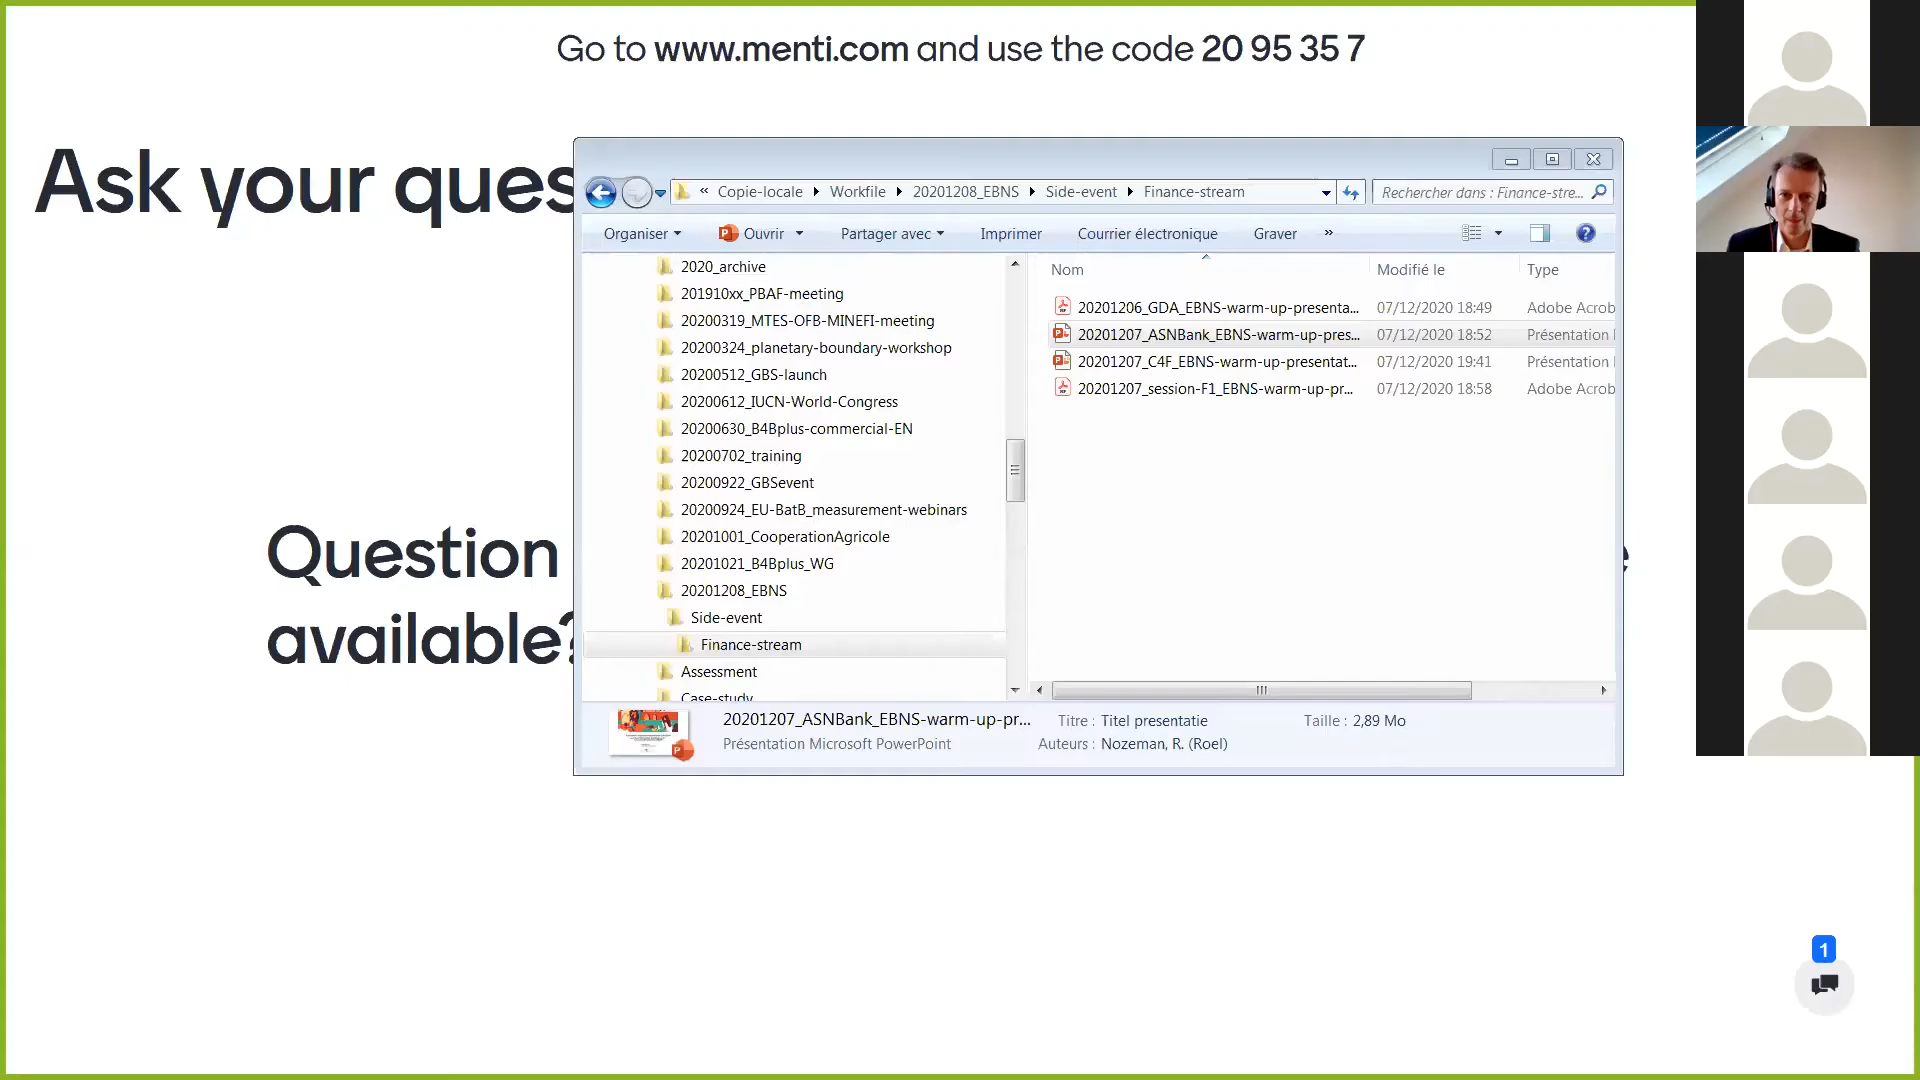 Go to www.menti.com and use the code 20 95 35 7
Ask your ques
Question
available?
« Copie-locale Workfile 20201208_EBNS Side-event Finance-stream
Rechercher dans : Finance-stre...
Organiser Ouvrir Partager avec Imprimer Courrier électronique Graver »
2020_archive
201910xx_PBAF-meeting
20200319_MTES-OFB-MINEFI-meeting
20200324_planetary-boundary-workshop
20200512_GBS-launch
20200612_IUCN-World-Congress
20200630_B4Bplus-commercial-EN
20200702_training
20200922_GBSevent
20200924_EU-BatB_measurement-webinars
20201001_CooperationAgricole
20201021_B4Bplus_WG
20201208_EBNS
Side-event
Finance-stream
Assessment
Case-study
Nom Modifié le Type
20201206_GDA_EBNS-warm-up-presenta... 07/12/2020 18:49 Adobe Acrob
20201207_ASNBank_EBNS-warm-up-pres... 07/12/2020 18:52 Présentation
20201207_C4F_EBNS-warm-up-presentat... 07/12/2020 19:41 Présentation
20201207_session-F1_EBNS-warm-up-pr... 07/12/2020 18:58 Adobe Acrob
20201207_ASNBank_EBNS-warm-up-pr... Titre : Titel presentatie Taille : 2,89 Mo
Présentation Microsoft PowerPoint Auteurs : Nozeman, R. (Roel)
1